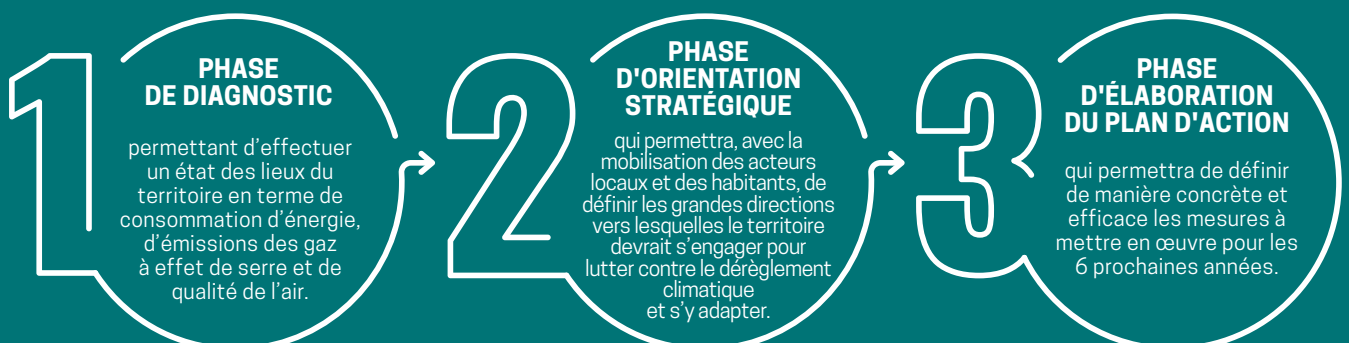 1
PHASE
DE DIAGNOSTIC
permettant d’effectuer
un état des lieux du
territoire en terme de
consommation d’énergie,
d’émissions des gaz
à effet de serre et de
qualité de l’air.
2
PHASE
D'ORIENTATION
STRATÉGIQUE
qui permettra, avec la
mobilisation des acteurs
locaux et des habitants, de
définir les grandes directions
vers lesquelles le territoire
devrait s’engager pour
lutter contre le dérèglement
climatique
et s’y adapter.
3
PHASE
D'ÉLABORATION
DU PLAN D'ACTION
qui permettra de définir
de manière concrète et
efficace les mesures à
mettre en œuvre pour les
6 prochaines années.